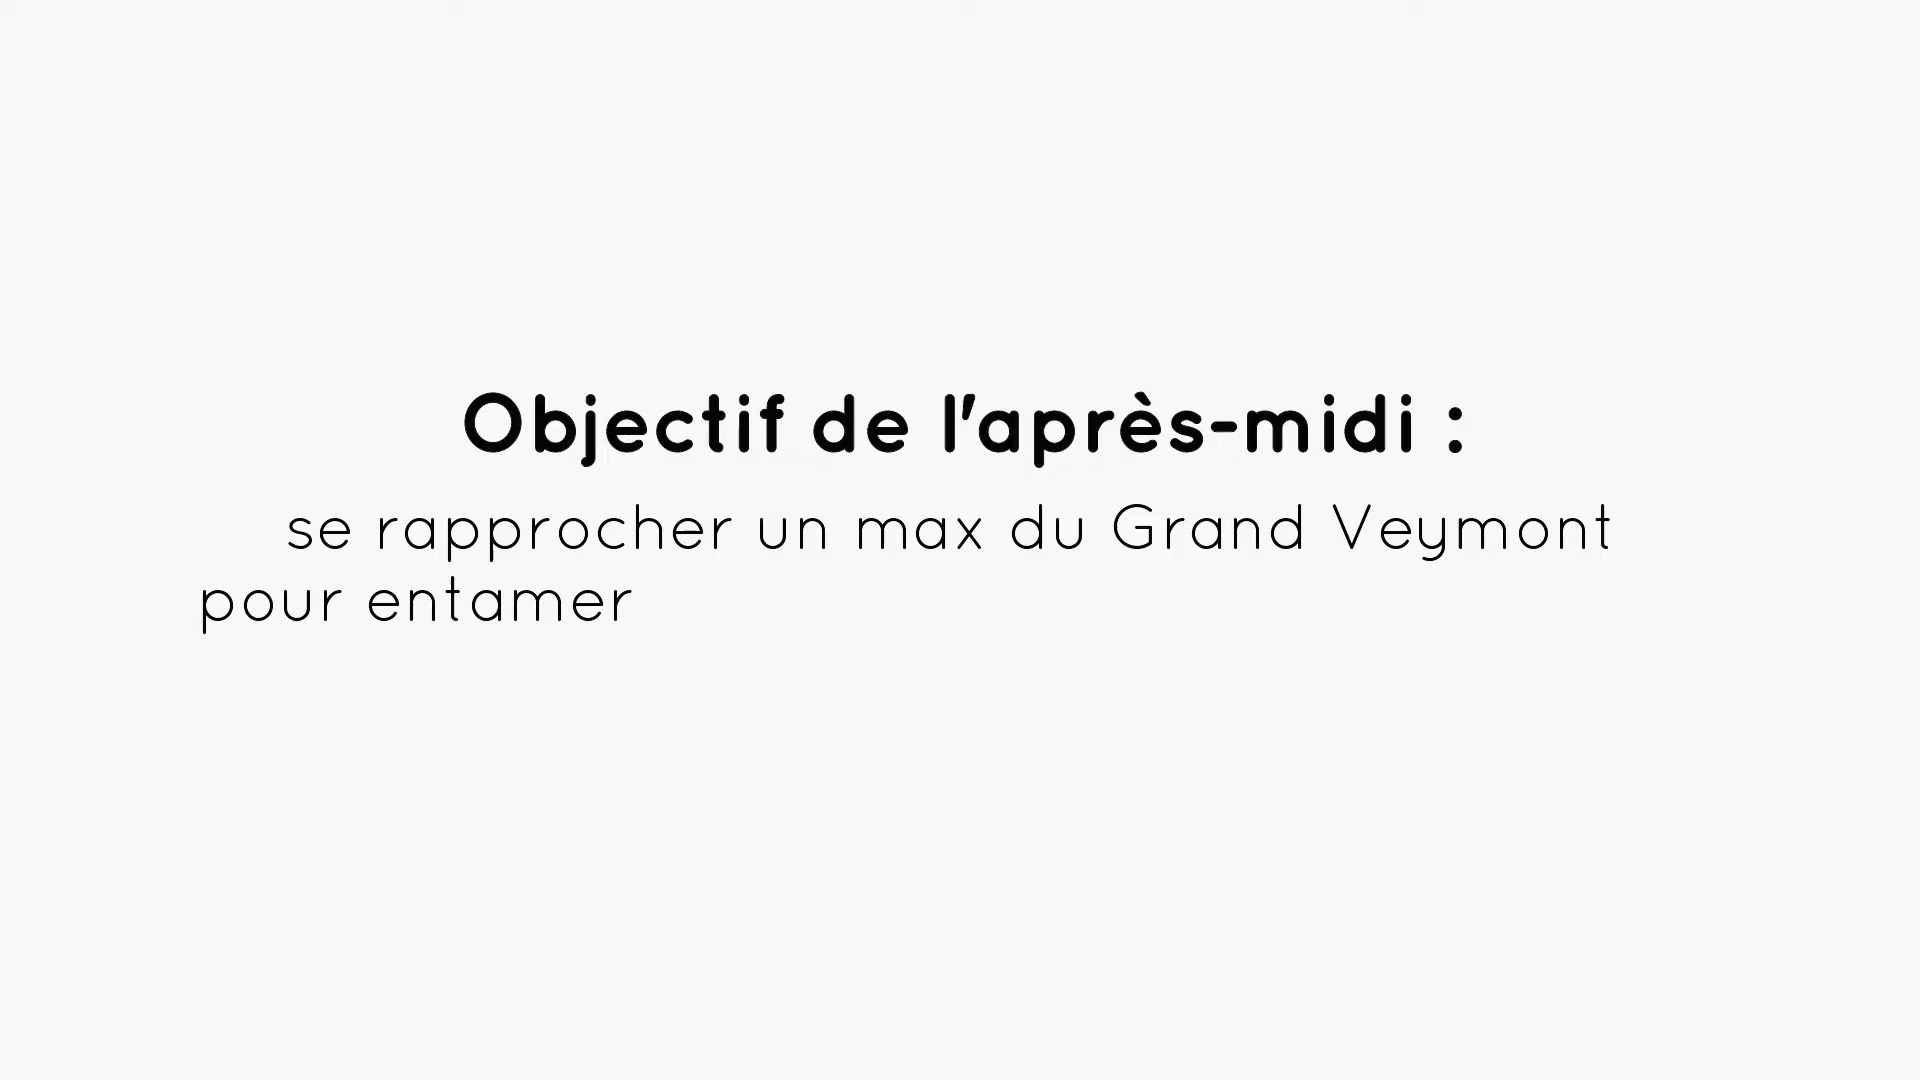 Objectif de l'après-midi :
se rapprocher un max du Grand Veymont
pour entamer